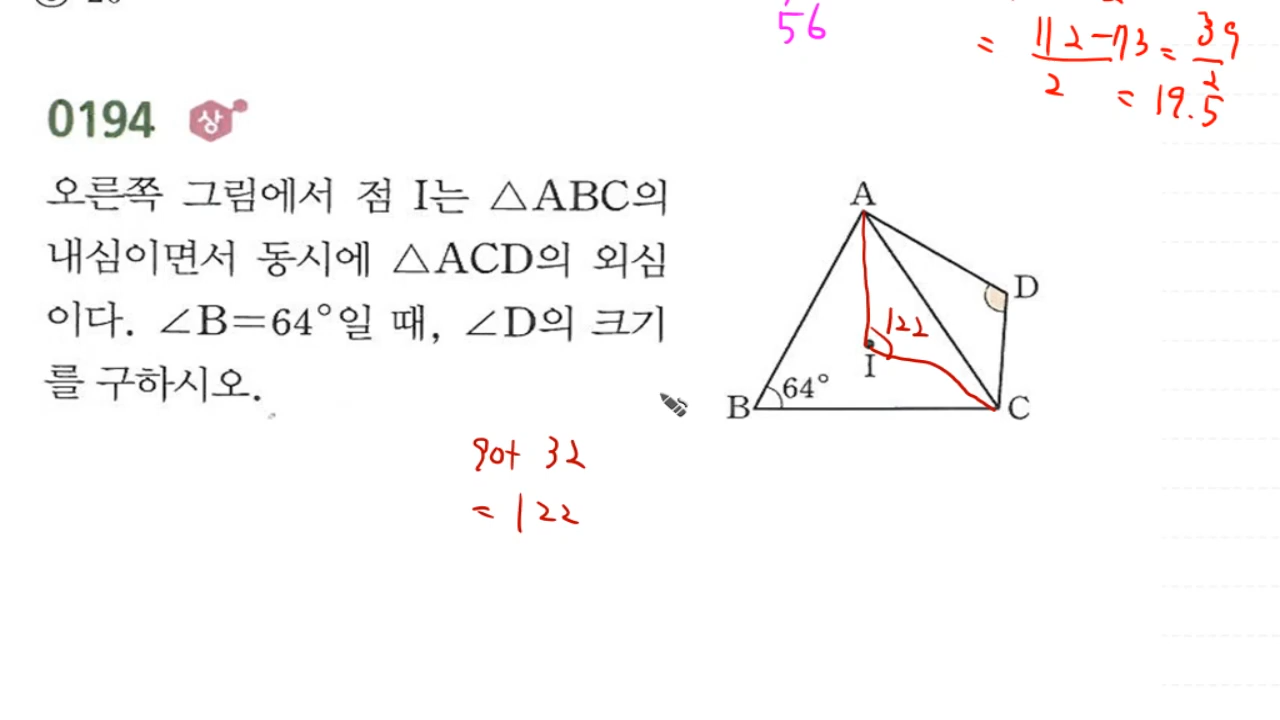 56
= 112-73/2 = 39/2
= 19.5
0194 상
오른쪽 그림에서 점 I는 △ABC의
내심이면서 동시에 △ACD의 외심
이다. ∠B=64°일 때, ∠D의 크기
를 구하시오.
A
D
122
I
64°
B
C
90+ 32
= 122